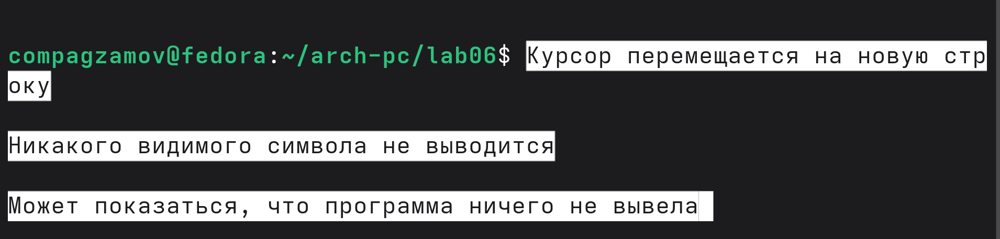 compagzamov@fedora:~/arch-pc/lab06$ Курсор перемещается на новую стр
оку
Никакого видимого символа не выводится
Может показаться, что программа ничего не вывела